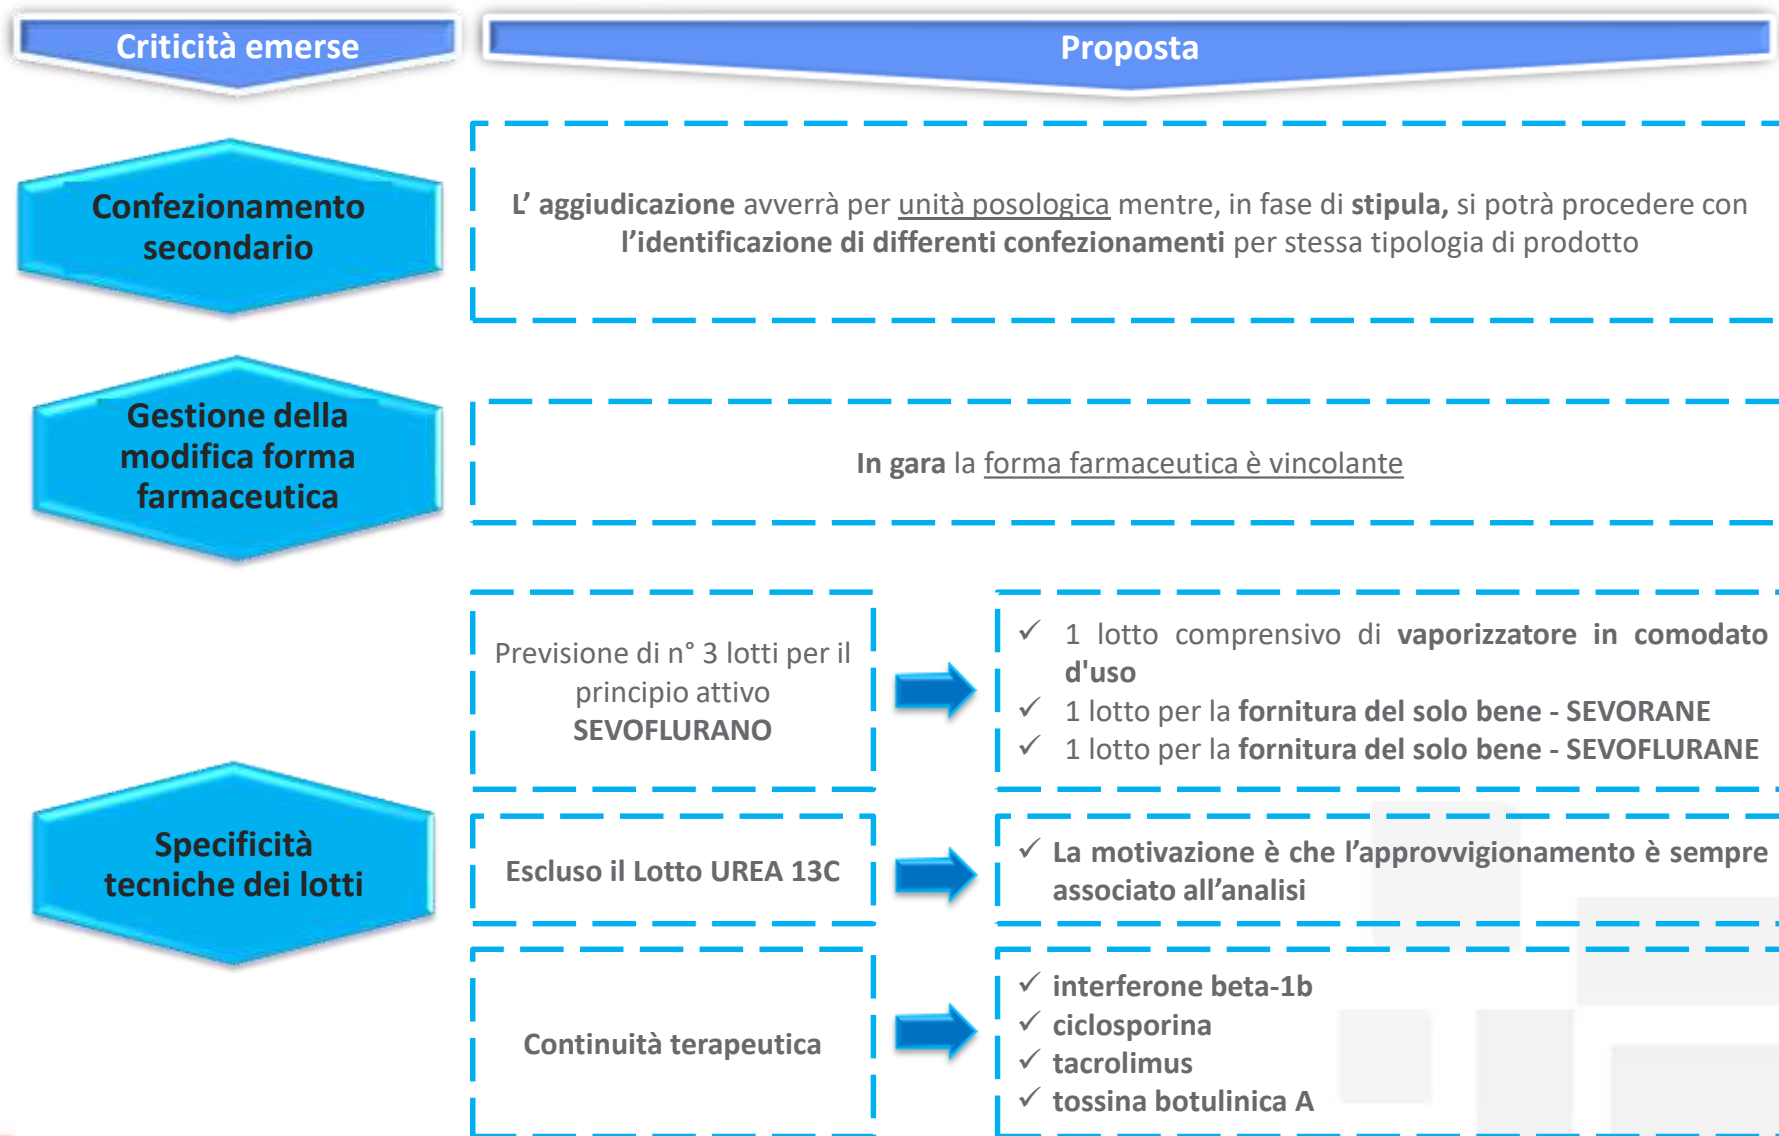 Criticità emerse
Proposta
Confezionamento
secondario
L' aggiudicazione avverrà per unità posologica mentre, in fase di stipula, si potrà procedere con
l'identificazione di differenti confezionamenti per stessa tipologia di prodotto
Gestione della
modifica forma
farmaceutica
In gara la forma farmaceutica è vincolante
Specificità
tecniche dei lotti
Previsione di n° 3 lotti per il
principio attivo
SEVOFLURANO
✓ 1 lotto comprensivo di vaporizzatore in comodato
d'uso
✓ 1 lotto per la fornitura del solo bene - SEVORANE
✓ 1 lotto per la fornitura del solo bene - SEVOFLURANE
Escluso il Lotto UREA 13C
✓ La motivazione è che l'approvvigionamento è sempre
associato all'analisi
Continuità terapeutica
✓ interferone beta-1b
✓ ciclosporina
✓ tacrolimus
✓ tossina botulinica A